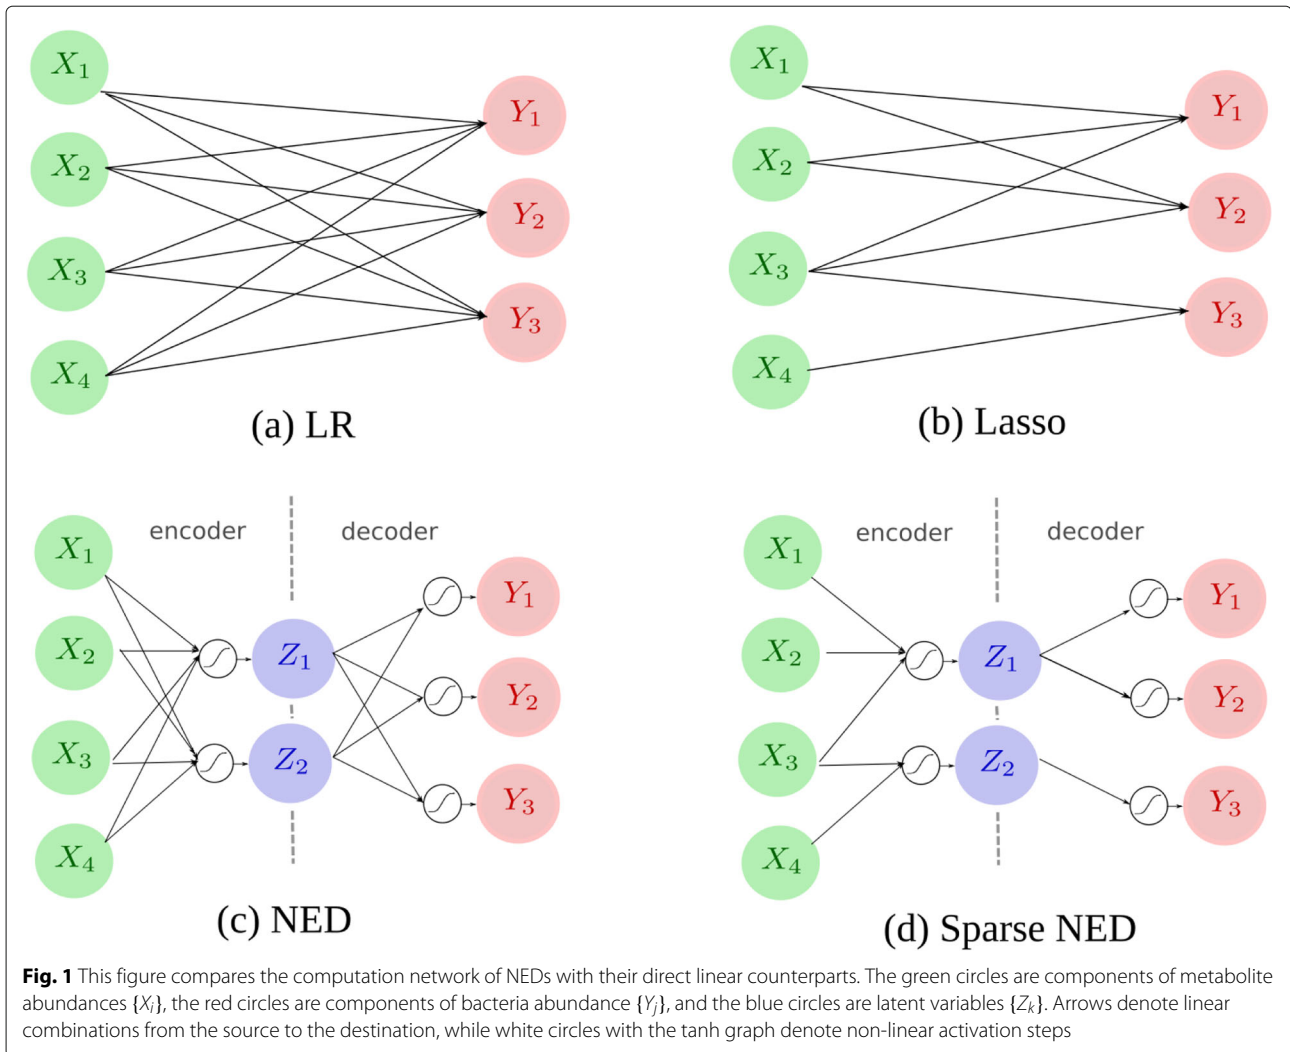 X1
X2
X3
X4
Y1
Y2
Y3
(a) LR
X1
X2
X3
X4
Y1
Y2
Y3
(b) Lasso
encoder
decoder
X1
X2
X3
X4
Z1
Z2
Y1
Y2
Y3
(c) NED
encoder
decoder
X1
X2
X3
X4
Z1
Z2
Y1
Y2
Y3
(d) Sparse NED
Fig. 1 This figure compares the computation network of NEDs with their direct linear counterparts. The green circles are components of metabolite
abundances {Xi}, the red circles are components of bacteria abundance {Yj}, and the blue circles are latent variables {Zk}. Arrows denote linear
combinations from the source to the destination, while white circles with the tanh graph denote non-linear activation steps